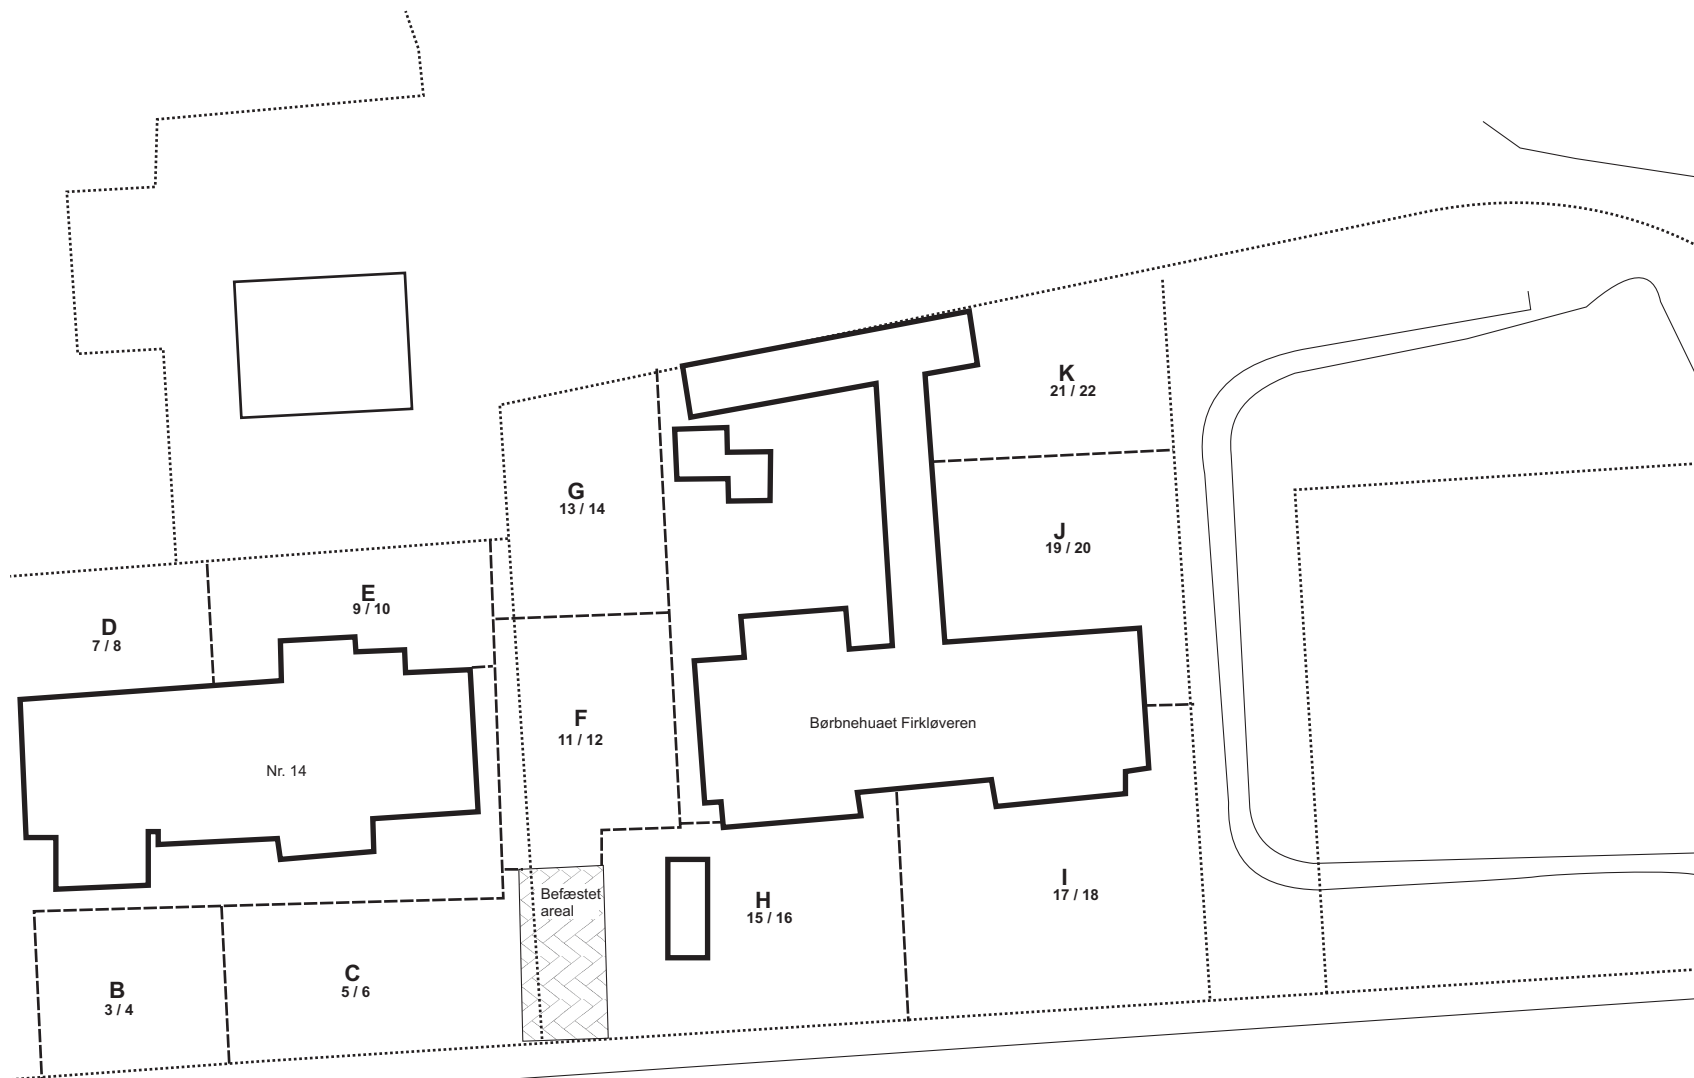 K
21 / 22
G
13 / 14
J
19 / 20
E
9 / 10
D
7 / 8
F
11 / 12
Børbnehuaet Firkløveren
Nr. 14
I
17 / 18
Befæstet
areal
H
15 / 16
C
5 / 6
B
3 / 4